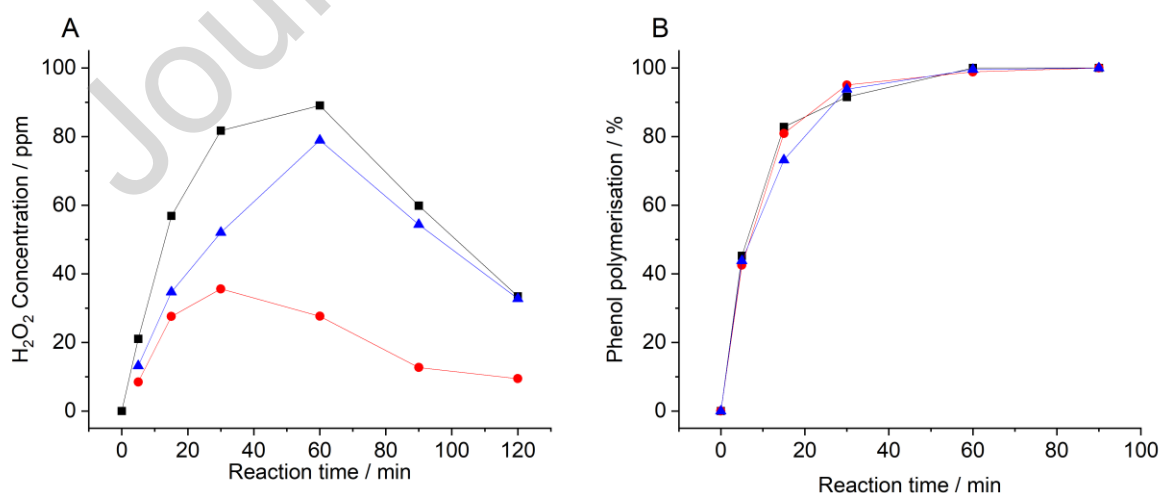 Jour
A
H₂O₂ Concentration / ppm
100
80
60
40
20
0
0 20 40 60 80 100 120
Reaction time / min
B
Phenol polymerisation / %
100
80
60
40
20
0
0 20 40 60 80 100
Reaction time / min